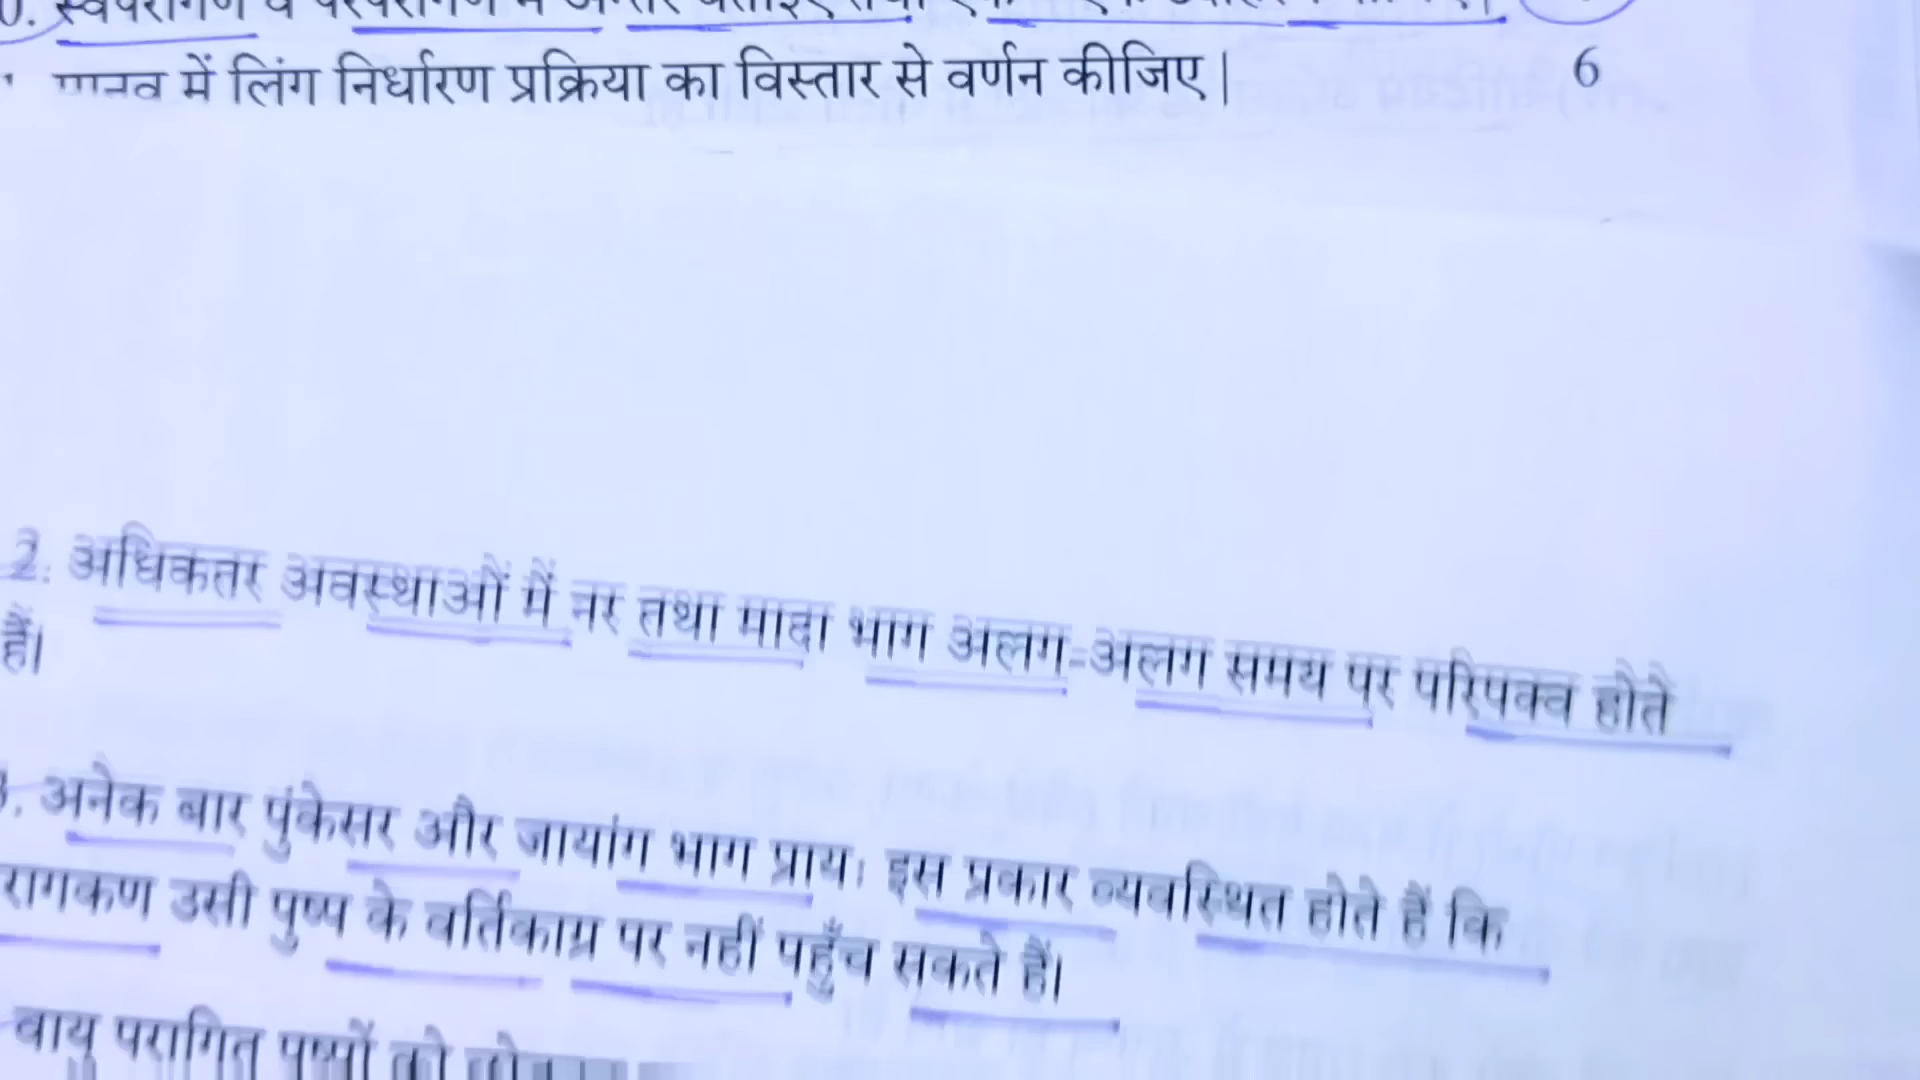 मानव में लिंग निर्धारण प्रक्रिया का विस्तार से वर्णन कीजिए| 6
2. अधिकतर अवस्थाओं में नर तथा मादा भाग अलग-अलग समय पर परिपक्व होते
हैं।
3. अनेक बार पुंकेसर और जायांग भाग प्रायः इस प्रकार व्यवस्थित होते हैं कि
रागकण उसी पुष्प के वर्तिकाग्र पर नहीं पहुँच सकते हैं।
वायु परागित पुष्पों को